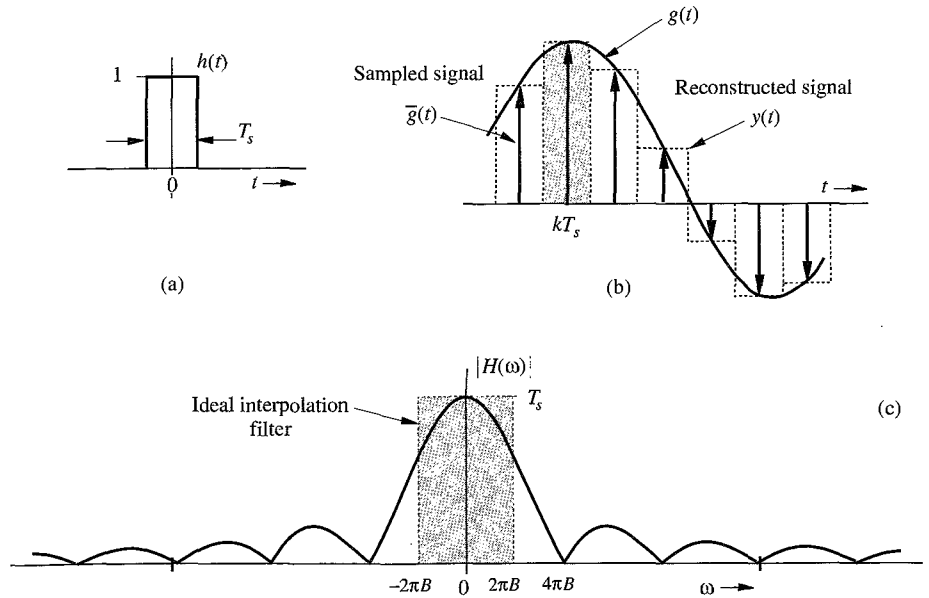 1
h(t)
T_s
0
t
(a)
g(t)
Sampled signal
g̅(t)
Reconstructed signal
y(t)
t
kT_s
(b)
|H(ω)|
T_s
Ideal interpolation
filter
(c)
−2πB
0
2πB
4πB
ω